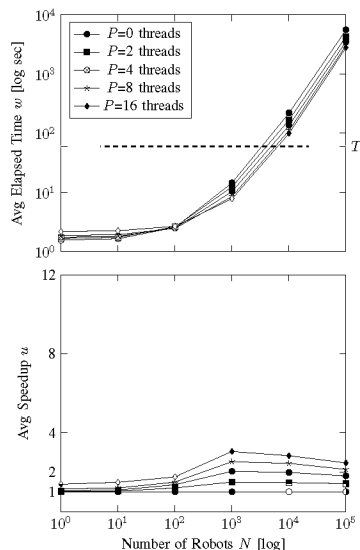 10^4
P=0 threads
P=2 threads
P=4 threads
P=8 threads
P=16 threads
10^3
10^2
T
10^1
10^0
Avg Elapsed Time w [log sec]
12
8
4
2
1
Avg Speedup u
10^0 10^1 10^2 10^3 10^4 10^5
Number of Robots N [log]